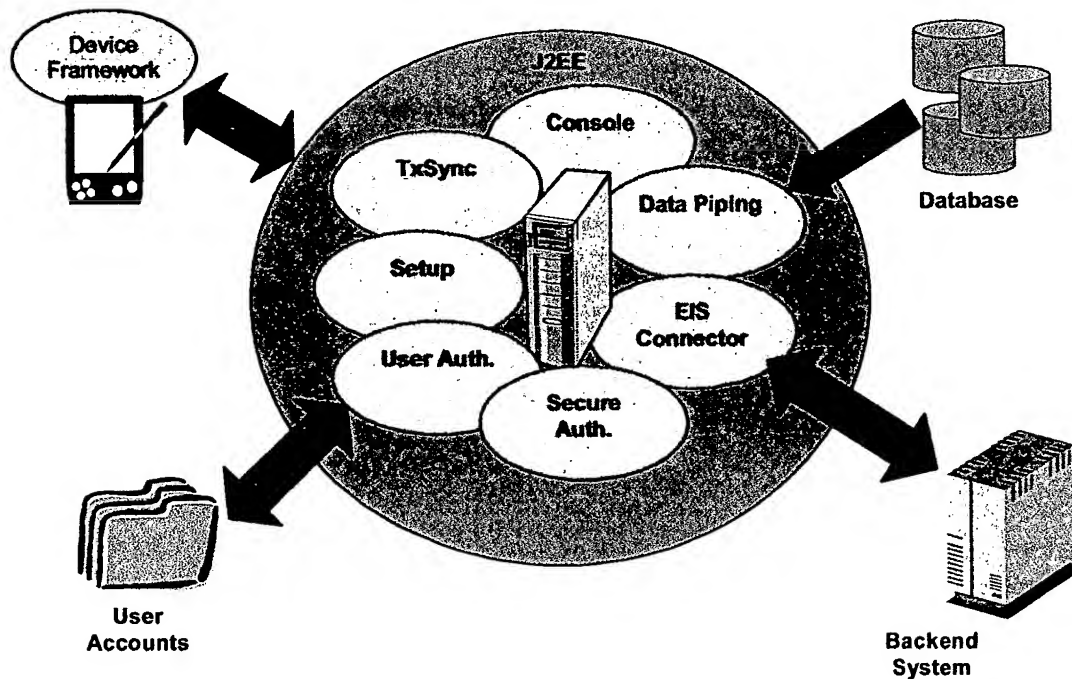 Device
Framework
J2EE
Console
TxSync
Data Piping
Database
Setup
EIS
Connector
User Auth.
Secure
Auth.
User
Accounts
Backend
System